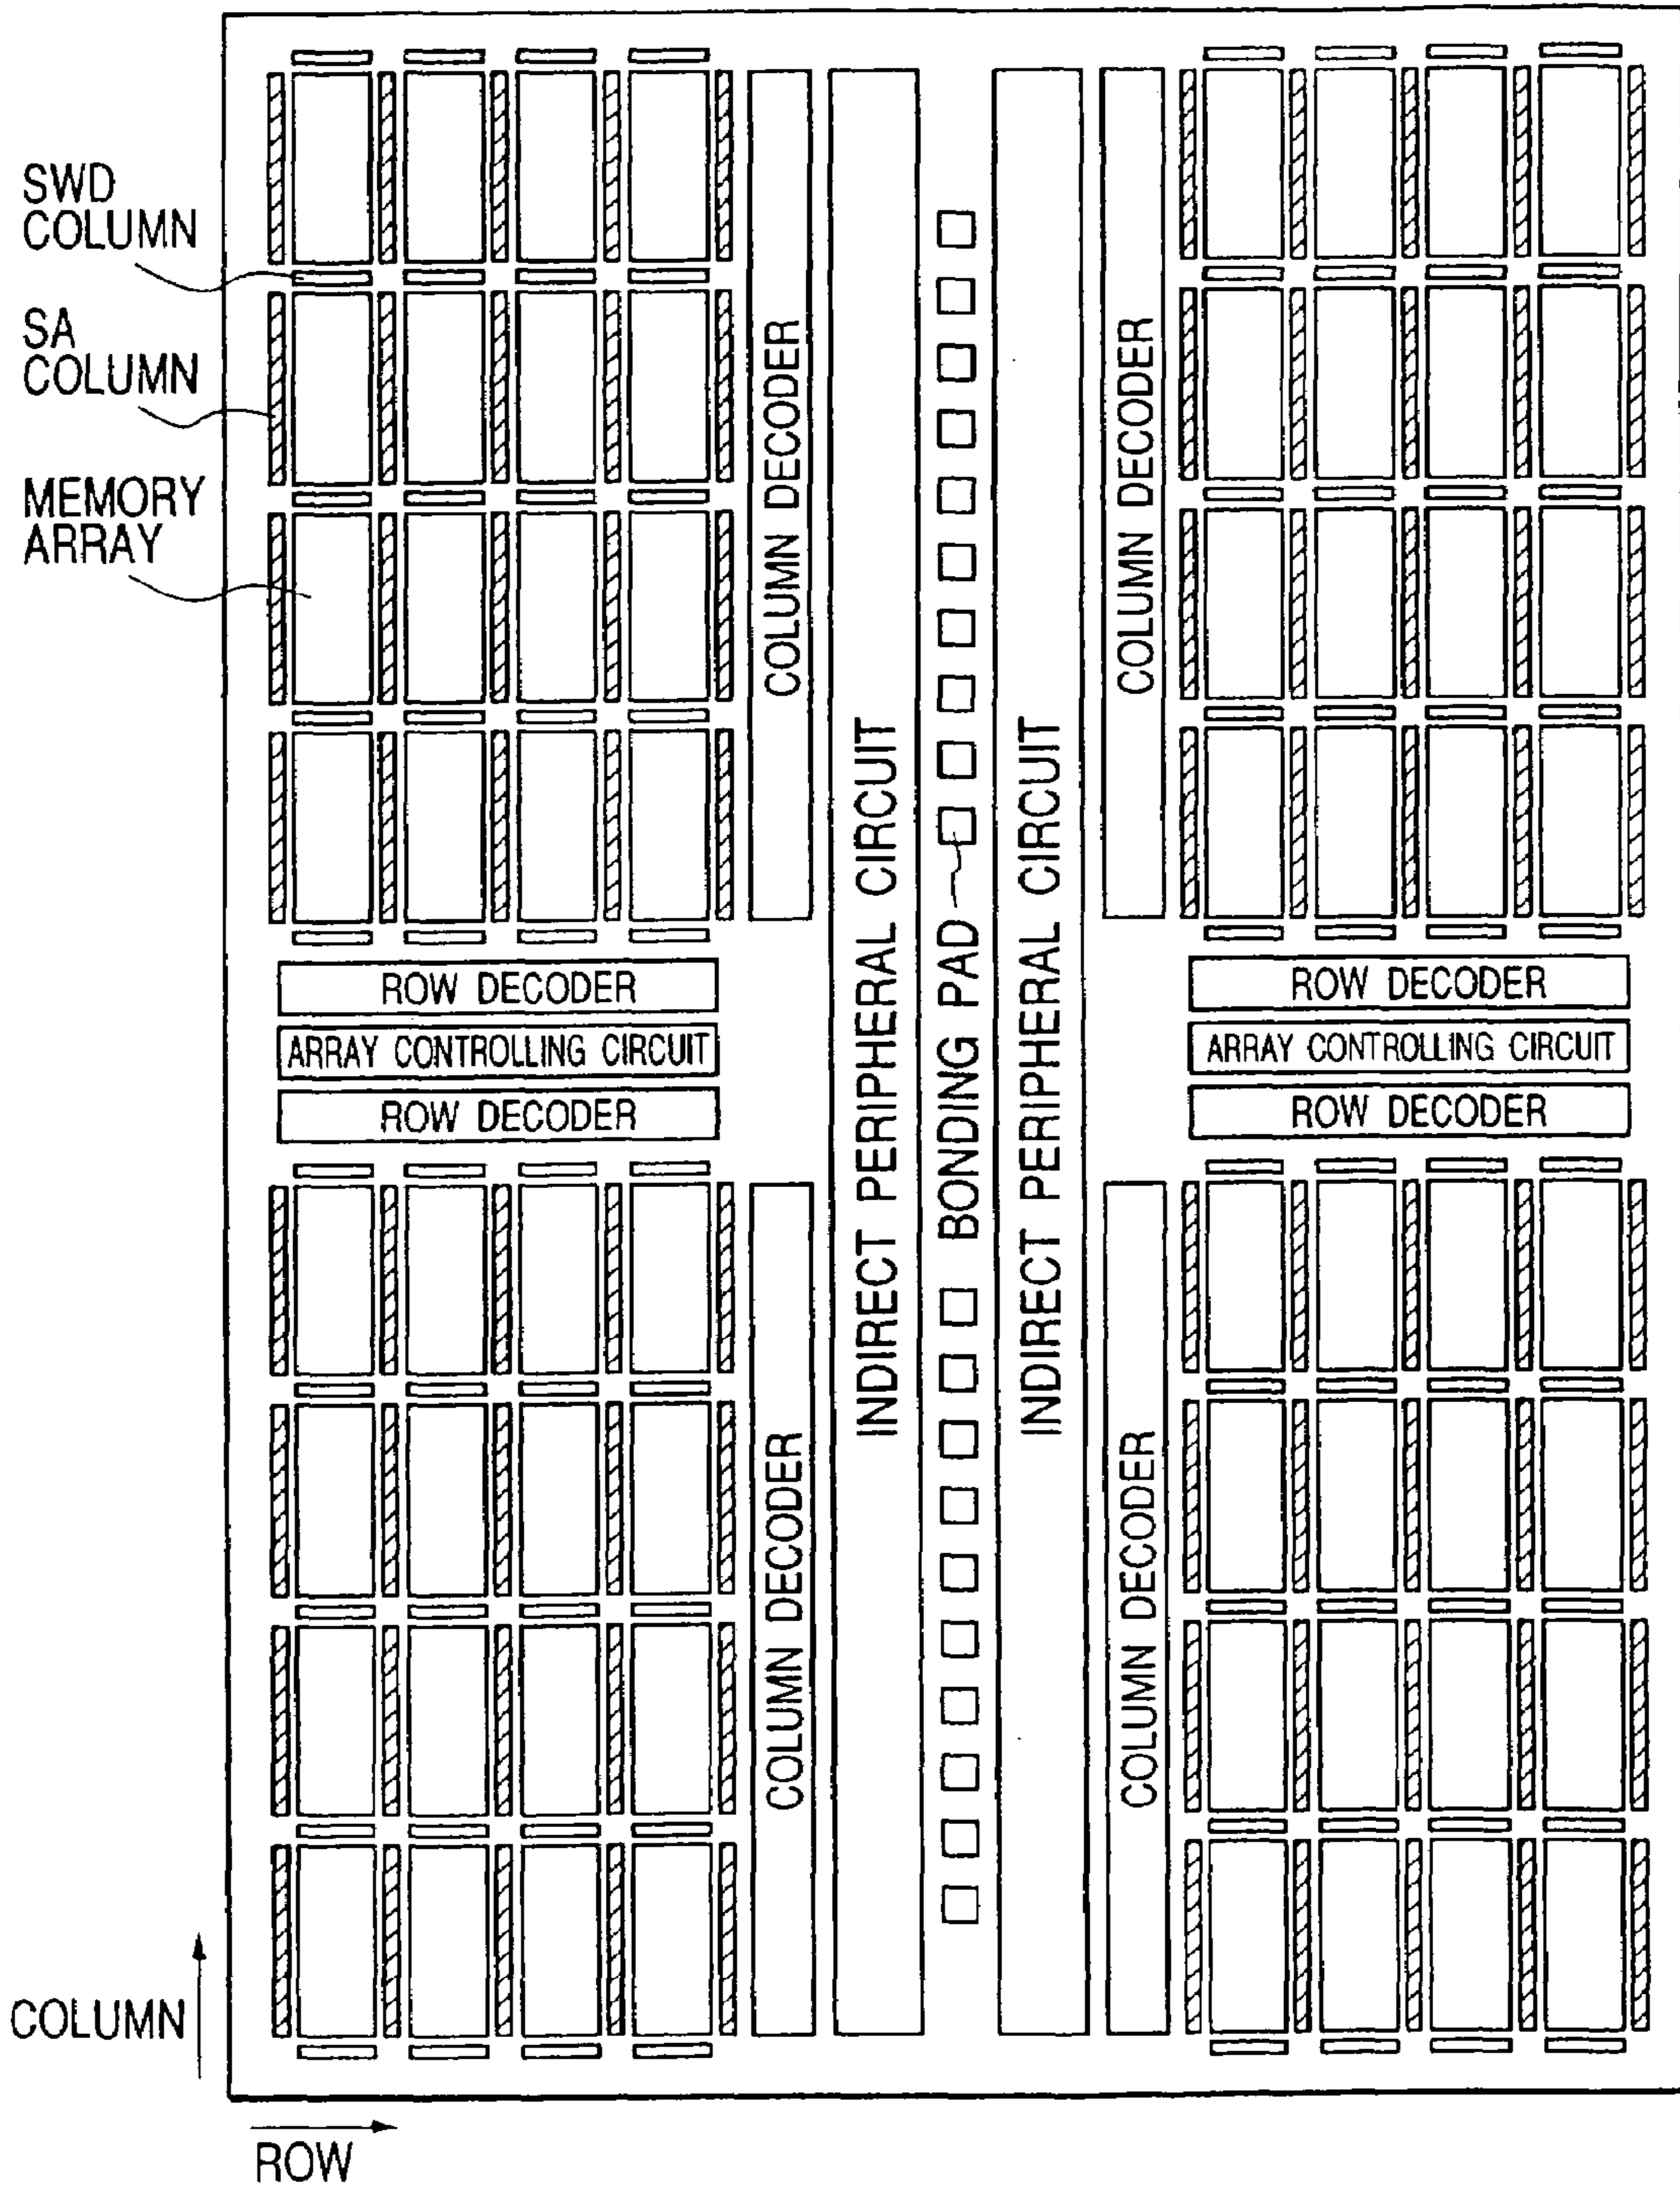 SWD
COLUMN
SA
COLUMN
MEMORY
ARRAY
COLUMN DECODER
COLUMN DECODER
INDIRECT PERIPHERAL CIRCUIT
BONDING PAD
INDIRECT PERIPHERAL CIRCUIT
ROW DECODER
ARRAY CONTROLLING CIRCUIT
ROW DECODER
ROW DECODER
ARRAY CONTROLLING CIRCUIT
ROW DECODER
COLUMN DECODER
COLUMN DECODER
COLUMN
ROW